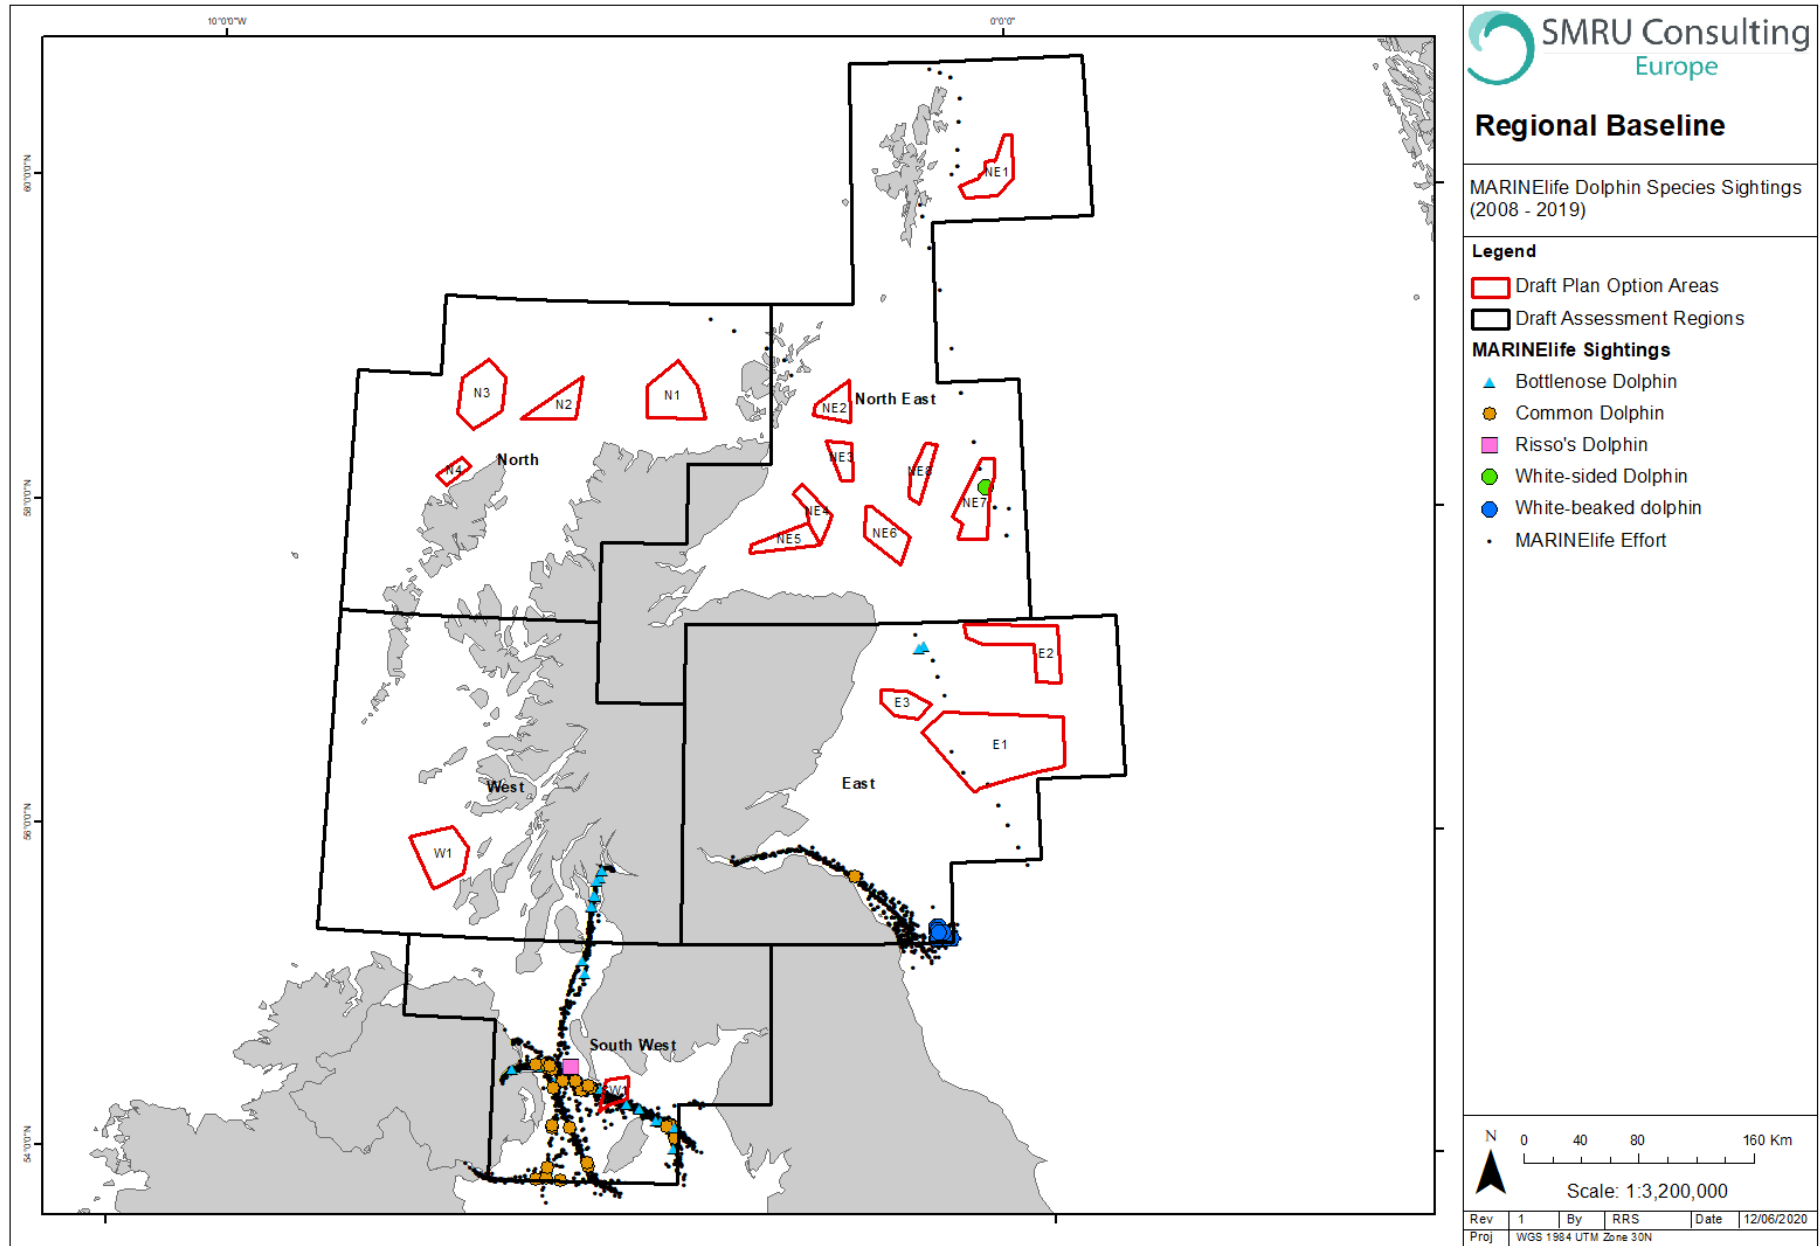 10°0'0"W
0°0'0"
60°0'0"N
58°0'0"N
56°0'0"N
54°0'0"N
NE1
N3
N2
N1
NE2
North East
N4
North
NE3
NE8
NE7
NE4
NE5
NE6
E2
E3
E1
West
East
W1
South West
W1
SMRU Consulting
Europe
Regional Baseline
MARINElife Dolphin Species Sightings
(2008 - 2019)
Legend
Draft Plan Option Areas
Draft Assessment Regions
MARINElife Sightings
Bottlenose Dolphin
Common Dolphin
Risso's Dolphin
White-sided Dolphin
White-beaked dolphin
MARINElife Effort
N
0 40 80 160 Km
Scale: 1:3,200,000
Rev 1 By RRS Date 12/06/2020
Proj WGS 1984 UTM Zone 30N